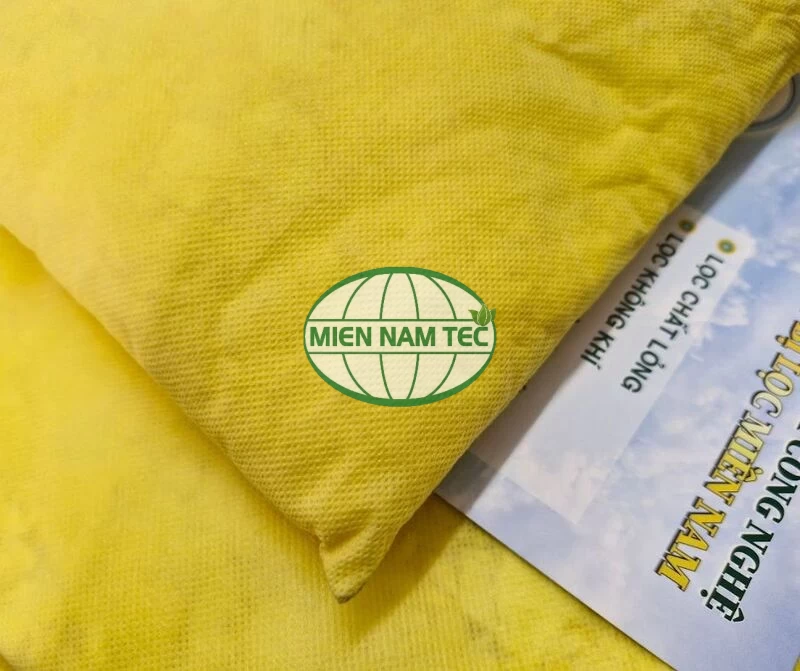 MIEN NAM TEC
LỌC CHẤT LỎNG
LỌC KHÔNG KHÍ
CÔNG NGHỆ
LỌC MIỀN NAM